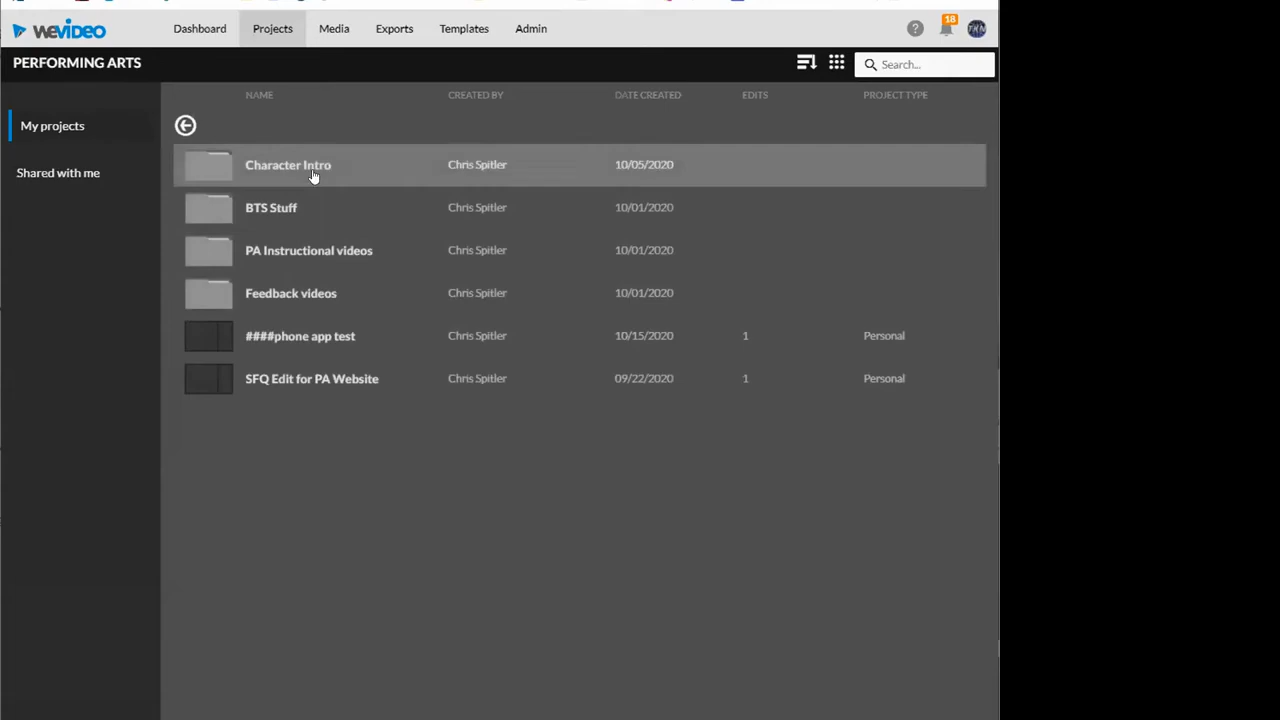 wevideo Dashboard Projects Media Exports Templates Admin ? 18
PERFORMING ARTS Search...
NAME CREATED BY DATE CREATED EDITS PROJECT TYPE
My projects
Character Intro Chris Spitler 10/05/2020
Shared with me
BTS Stuff Chris Spitler 10/01/2020
PA Instructional videos Chris Spitler 10/01/2020
Feedback videos Chris Spitler 10/01/2020
####phone app test Chris Spitler 10/15/2020 1 Personal
SFQ Edit for PA Website Chris Spitler 09/22/2020 1 Personal